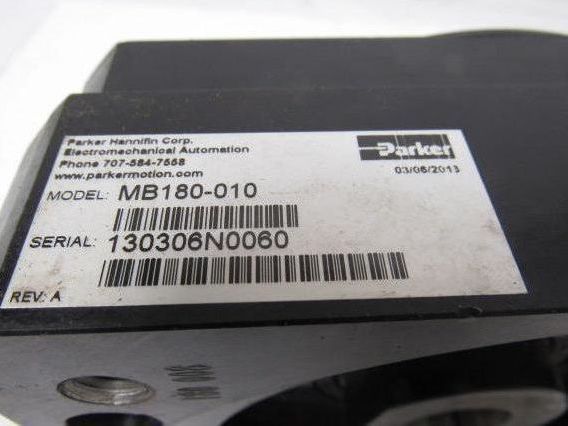 Parker Hannifin Corp.
Electromechanical Automation
Phone 707-584-7558
www.parkermotion.com
Parker
03/06/2013
MODEL: MB180-010
SERIAL: 130306N0060
REV: A